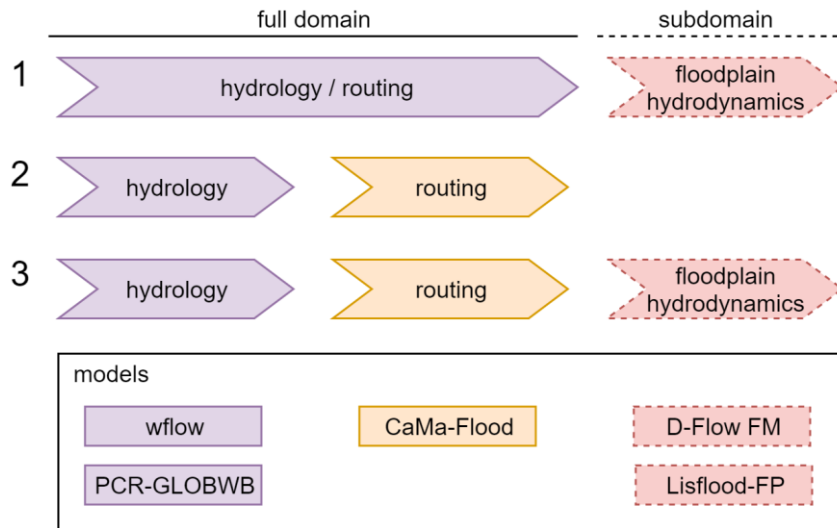 full domain
subdomain
1
hydrology / routing
floodplain
hydrodynamics
2
hydrology
routing
3
hydrology
routing
floodplain
hydrodynamics
models
wflow
CaMa-Flood
D-Flow FM
PCR-GLOBWB
Lisflood-FP